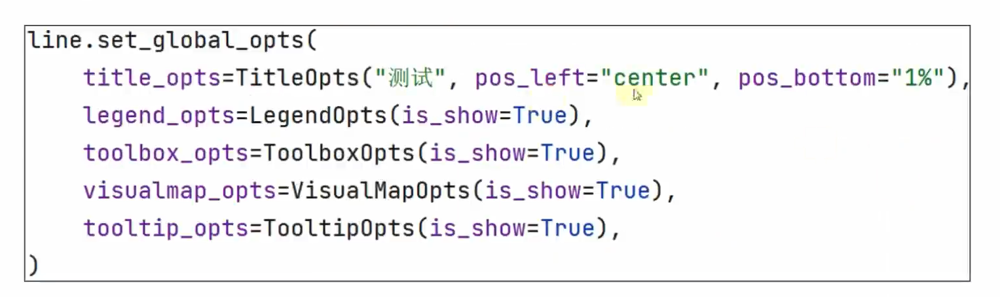 line.set_global_opts(
    title_opts=TitleOpts("测试", pos_left="center", pos_bottom="1%"),
    legend_opts=LegendOpts(is_show=True),
    toolbox_opts=ToolboxOpts(is_show=True),
    visualmap_opts=VisualMapOpts(is_show=True),
    tooltip_opts=TooltipOpts(is_show=True),
)